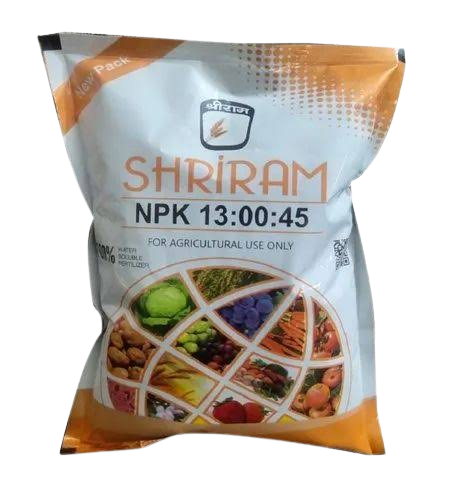 New Pack
श्रीराम
SHRiRAM
NPK 13:00:45
FOR AGRICULTURAL USE ONLY
WATER
SOLUBLE
FERTILIZER